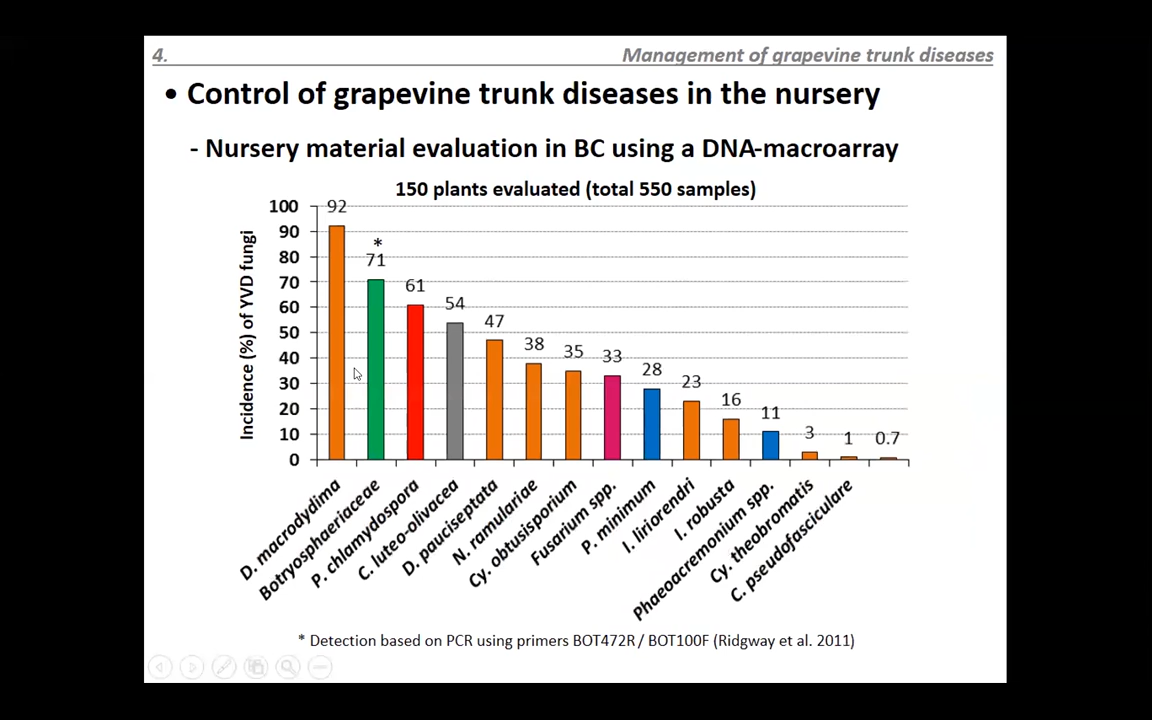 4.
Management of grapevine trunk diseases
• Control of grapevine trunk diseases in the nursery
- Nursery material evaluation in BC using a DNA-macroarray
150 plants evaluated (total 550 samples)
Incidence (%) of YVD fungi
100
90
80
70
60
50
40
30
20
10
0
92
*
71
61
54
47
38
35
33
28
23
16
11
3
1
0.7
D. macrodydima
Botryosphaeriaceae
P. chlamydospora
C. luteo-olivacea
D. pauciseptata
N. ramulariae
Cy. obtusisporium
Fusarium spp.
P. minimum
I. liriorendri
I. robusta
Phaeoacremonium spp.
Cy. theobromatis
C. pseudofasciculare
* Detection based on PCR using primers BOT472R / BOT100F (Ridgway et al. 2011)